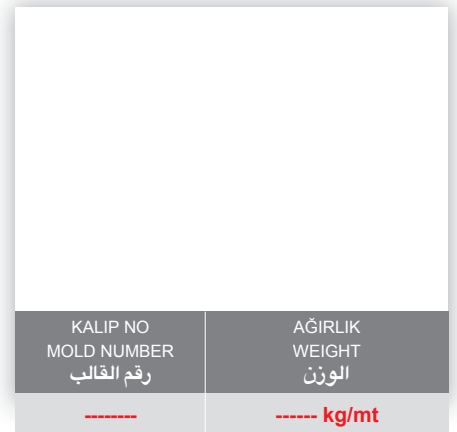 KALIP NO
MOLD NUMBER
رقم القالب
AĞIRLIK
WEIGHT
الوزن
--------
------ kg/mt